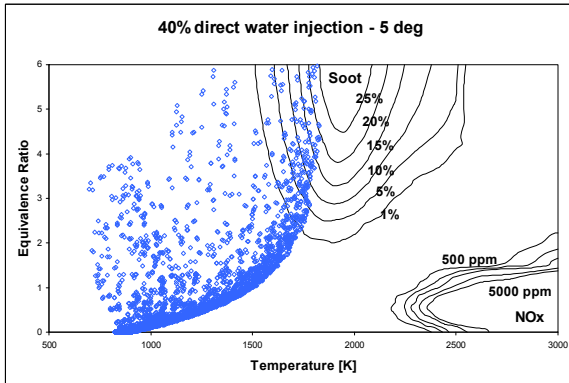 40% direct water injection - 5 deg
6
5
4
3
2
1
0
Equivalence Ratio
Soot
25%
20%
15%
10%
5%
1%
500 ppm
5000 ppm
NOx
500
1000
1500
2000
2500
3000
Temperature [K]